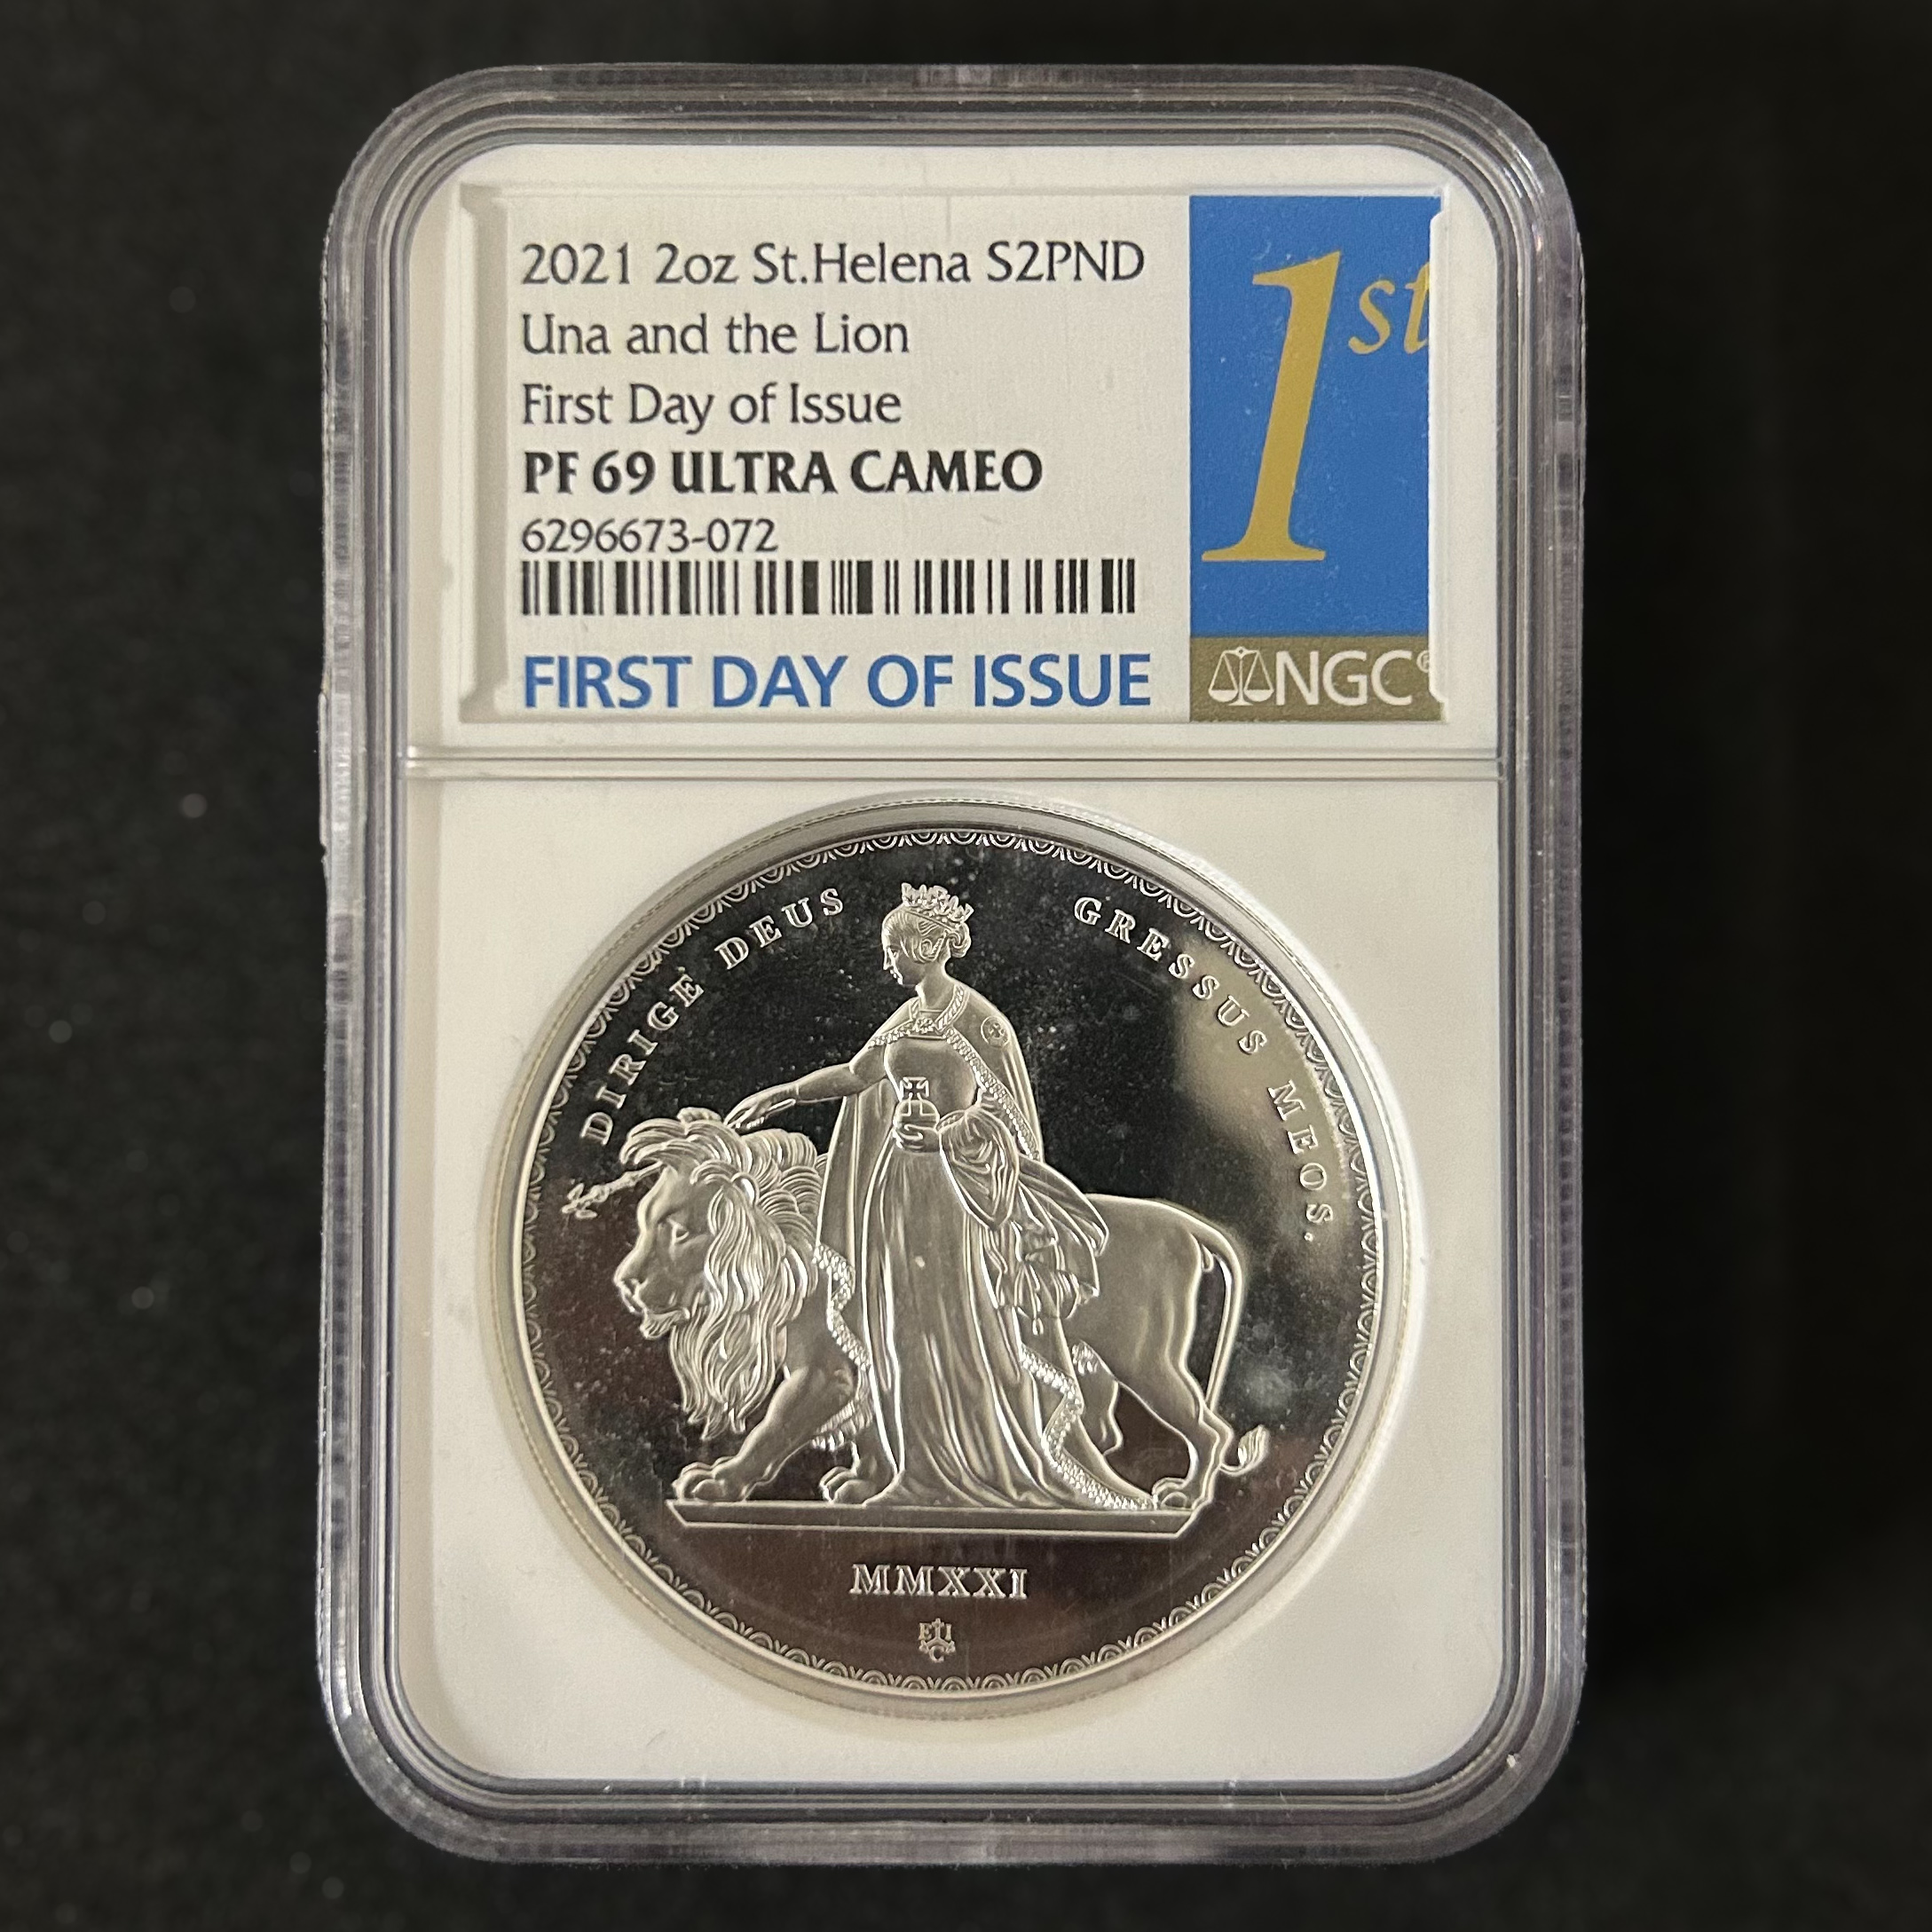 2021 2oz St.Helena S2PND
Una and the Lion
First Day of Issue
PF 69 ULTRA CAMEO
6296673-072
FIRST DAY OF ISSUE
1st
NGC®
DIRIGE DEUS GRESSUS MEOS.
MMXXI
EIC